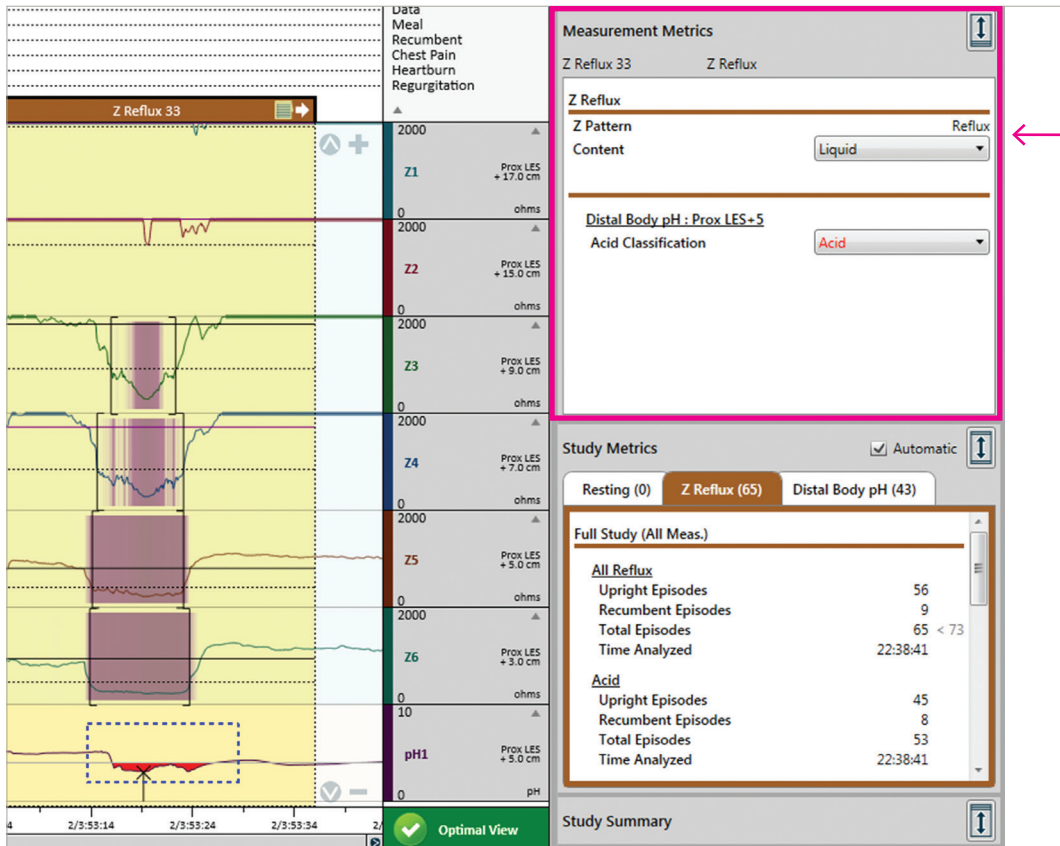 Data
Meal
Recumbent
Chest Pain
Heartburn
Regurgitation
Z Reflux 33
2000
Z1
Prox LES
+ 17.0 cm
0
ohms
2000
Z2
Prox LES
+ 15.0 cm
0
ohms
2000
Z3
Prox LES
+ 9.0 cm
0
ohms
2000
Z4
Prox LES
+ 7.0 cm
0
ohms
2000
Z5
Prox LES
+ 5.0 cm
0
ohms
2000
Z6
Prox LES
+ 3.0 cm
0
ohms
10
pH1
Prox LES
+ 5.0 cm
0
pH
4 2/3:53:14 2/3:53:24 2/3:53:34 2/
Optimal View
Measurement Metrics
Z Reflux 33 Z Reflux
Z Reflux
Z Pattern Reflux
Content Liquid
Distal Body pH : Prox LES+5
Acid Classification Acid
Study Metrics Automatic
Resting (0) Z Reflux (65) Distal Body pH (43)
Full Study (All Meas.)
All Reflux
Upright Episodes 56
Recumbent Episodes 9
Total Episodes 65 < 73
Time Analyzed 22:38:41
Acid
Upright Episodes 45
Recumbent Episodes 8
Total Episodes 53
Time Analyzed 22:38:41
Study Summary